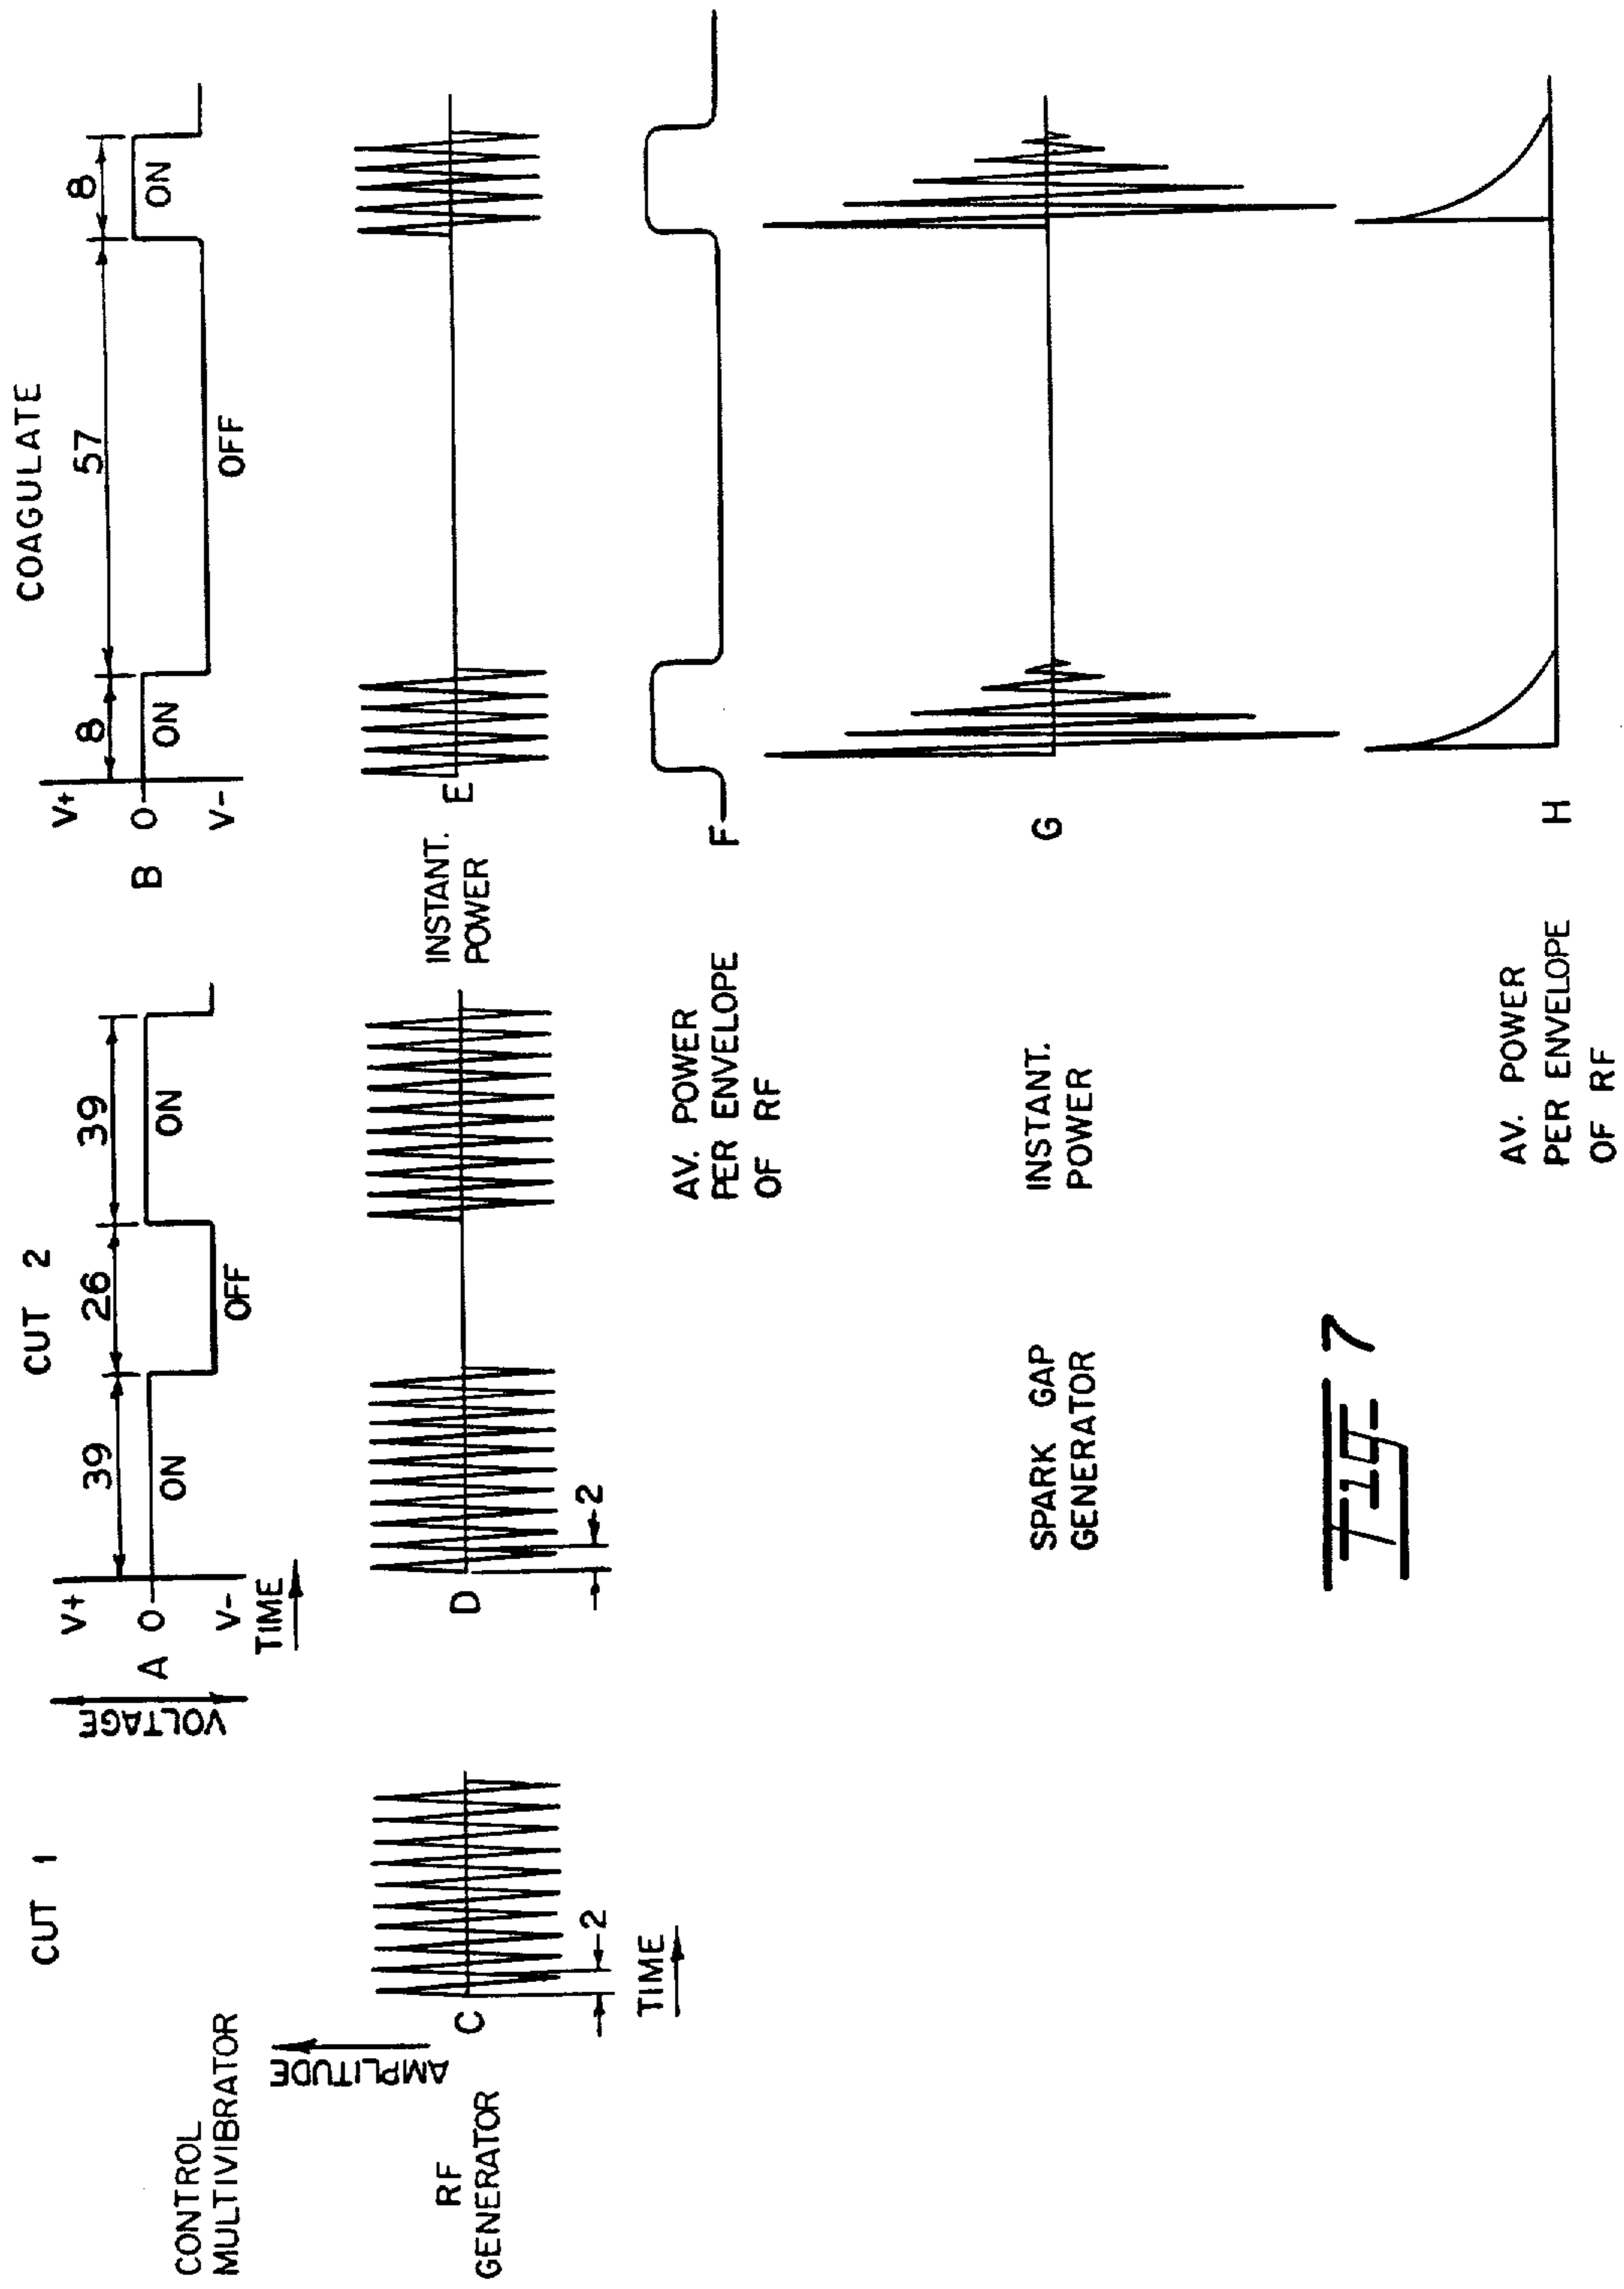 CUT 1
CUT 2
COAGULATE
CONTROL
MULTIVIBRATOR
VOLTAGE
A
V+
0
V-
TIME
39
26
39
ON
OFF
ON
B
V+
0
V-
8
57
8
ON
OFF
ON
RF
GENERATOR
AMPLITUDE
C
2
TIME
D
2
INSTANT.
POWER
E
AV. POWER
PER ENVELOPE
OF RF
F
SPARK GAP
GENERATOR
INSTANT.
POWER
G
AV. POWER
PER ENVELOPE
OF RF
H
FIG 7